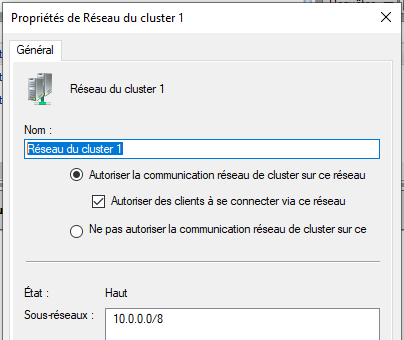 Propriétés de Réseau du cluster 1
Général
Réseau du cluster 1
Nom :
Réseau du cluster 1
Autoriser la communication réseau de cluster sur ce réseau
Autoriser des clients à se connecter via ce réseau
Ne pas autoriser la communication réseau de cluster sur ce
État : Haut
Sous-réseaux : 10.0.0.0/8